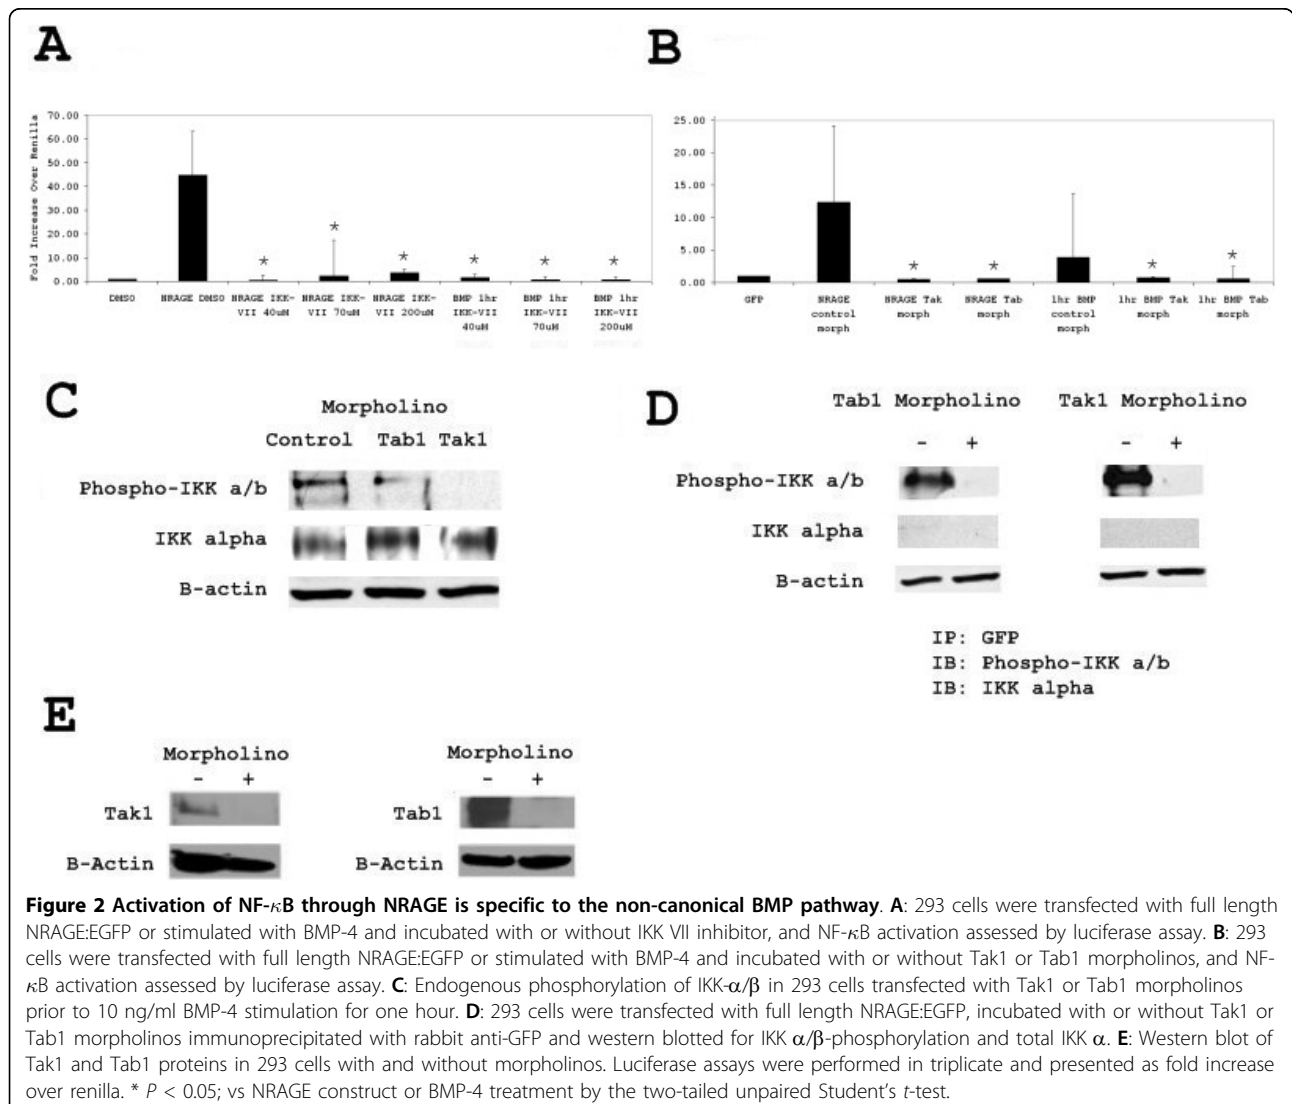 A
B
Fold Increase Over Renilla
70.00
60.00
50.00
40.00
30.00
20.00
10.00
0.00
* * * * * * *
DMSO
NRAGE DMSO
NRAGE IKK-
VII 40uM
NRAGE IKK-
VII 70uM
NRAGE IKK-
VII 200uM
BMP 1hr
IKK-VII
40uM
BMP 1hr
IKK-VII
70uM
BMP 1hr
IKK-VII
200uM
25.00
20.00
15.00
10.00
5.00
0.00
* * * *
GFP
NRAGE
control
morph
NRAGE Tak
morph
NRAGE Tab
morph
1hr BMP
control
morph
1hr BMP Tak
morph
1hr BMP Tab
morph
C
Morpholino
Control Tab1 Tak1
Phospho-IKK a/b
IKK alpha
B-actin
D
Tab1 Morpholino
Tak1 Morpholino
- +
- +
Phospho-IKK a/b
IKK alpha
B-actin
IP: GFP
IB: Phospho-IKK a/b
IB: IKK alpha
E
Morpholino
- +
Tak1
B-Actin
Morpholino
- +
Tab1
B-Actin
Figure 2 Activation of NF-κB through NRAGE is specific to the non-canonical BMP pathway. A: 293 cells were transfected with full length
NRAGE:EGFP or stimulated with BMP-4 and incubated with or without IKK VII inhibitor, and NF-κB activation assessed by luciferase assay. B: 293
cells were transfected with full length NRAGE:EGFP or stimulated with BMP-4 and incubated with or without Tak1 or Tab1 morpholinos, and NF-
κB activation assessed by luciferase assay. C: Endogenous phosphorylation of IKK-α/β in 293 cells transfected with Tak1 or Tab1 morpholinos
prior to 10 ng/ml BMP-4 stimulation for one hour. D: 293 cells were transfected with full length NRAGE:EGFP, incubated with or without Tak1 or
Tab1 morpholinos immunoprecipitated with rabbit anti-GFP and western blotted for IKK α/β-phosphorylation and total IKK α. E: Western blot of
Tak1 and Tab1 proteins in 293 cells with and without morpholinos. Luciferase assays were performed in triplicate and presented as fold increase
over renilla. * P < 0.05; vs NRAGE construct or BMP-4 treatment by the two-tailed unpaired Student's t-test.